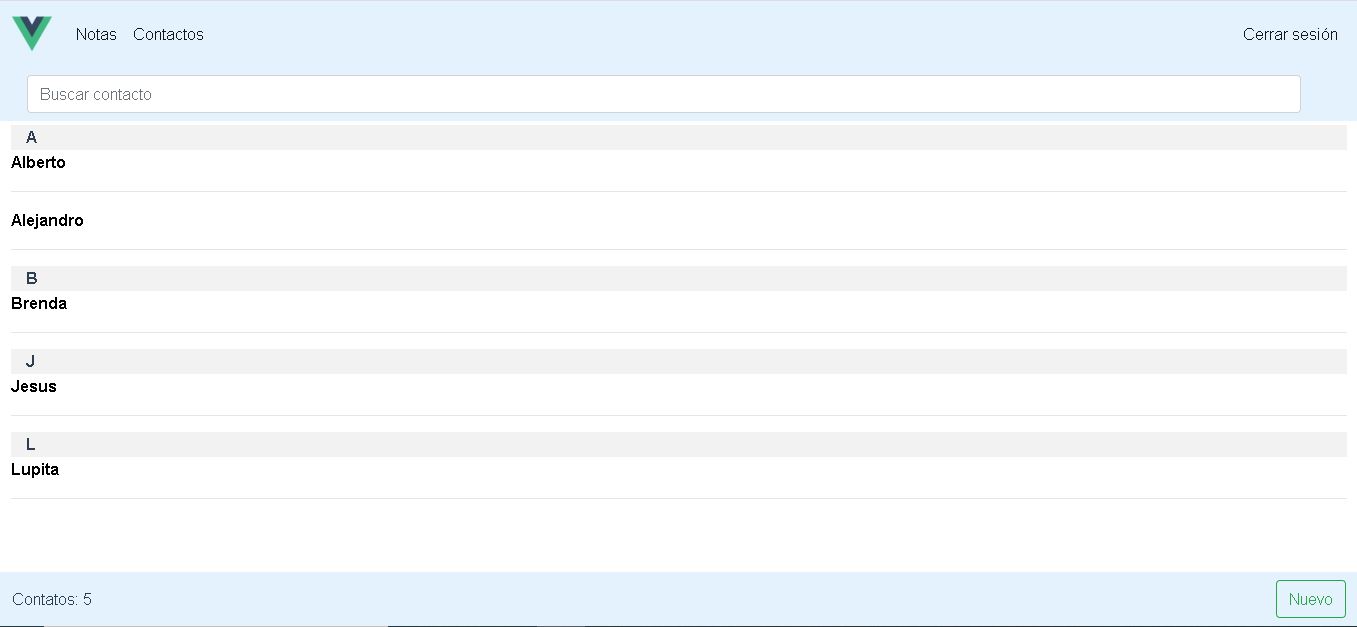 Notas Contactos Cerrar sesión
Buscar contacto
A
Alberto
Alejandro
B
Brenda
J
Jesus
L
Lupita
Contatos: 5 Nuevo